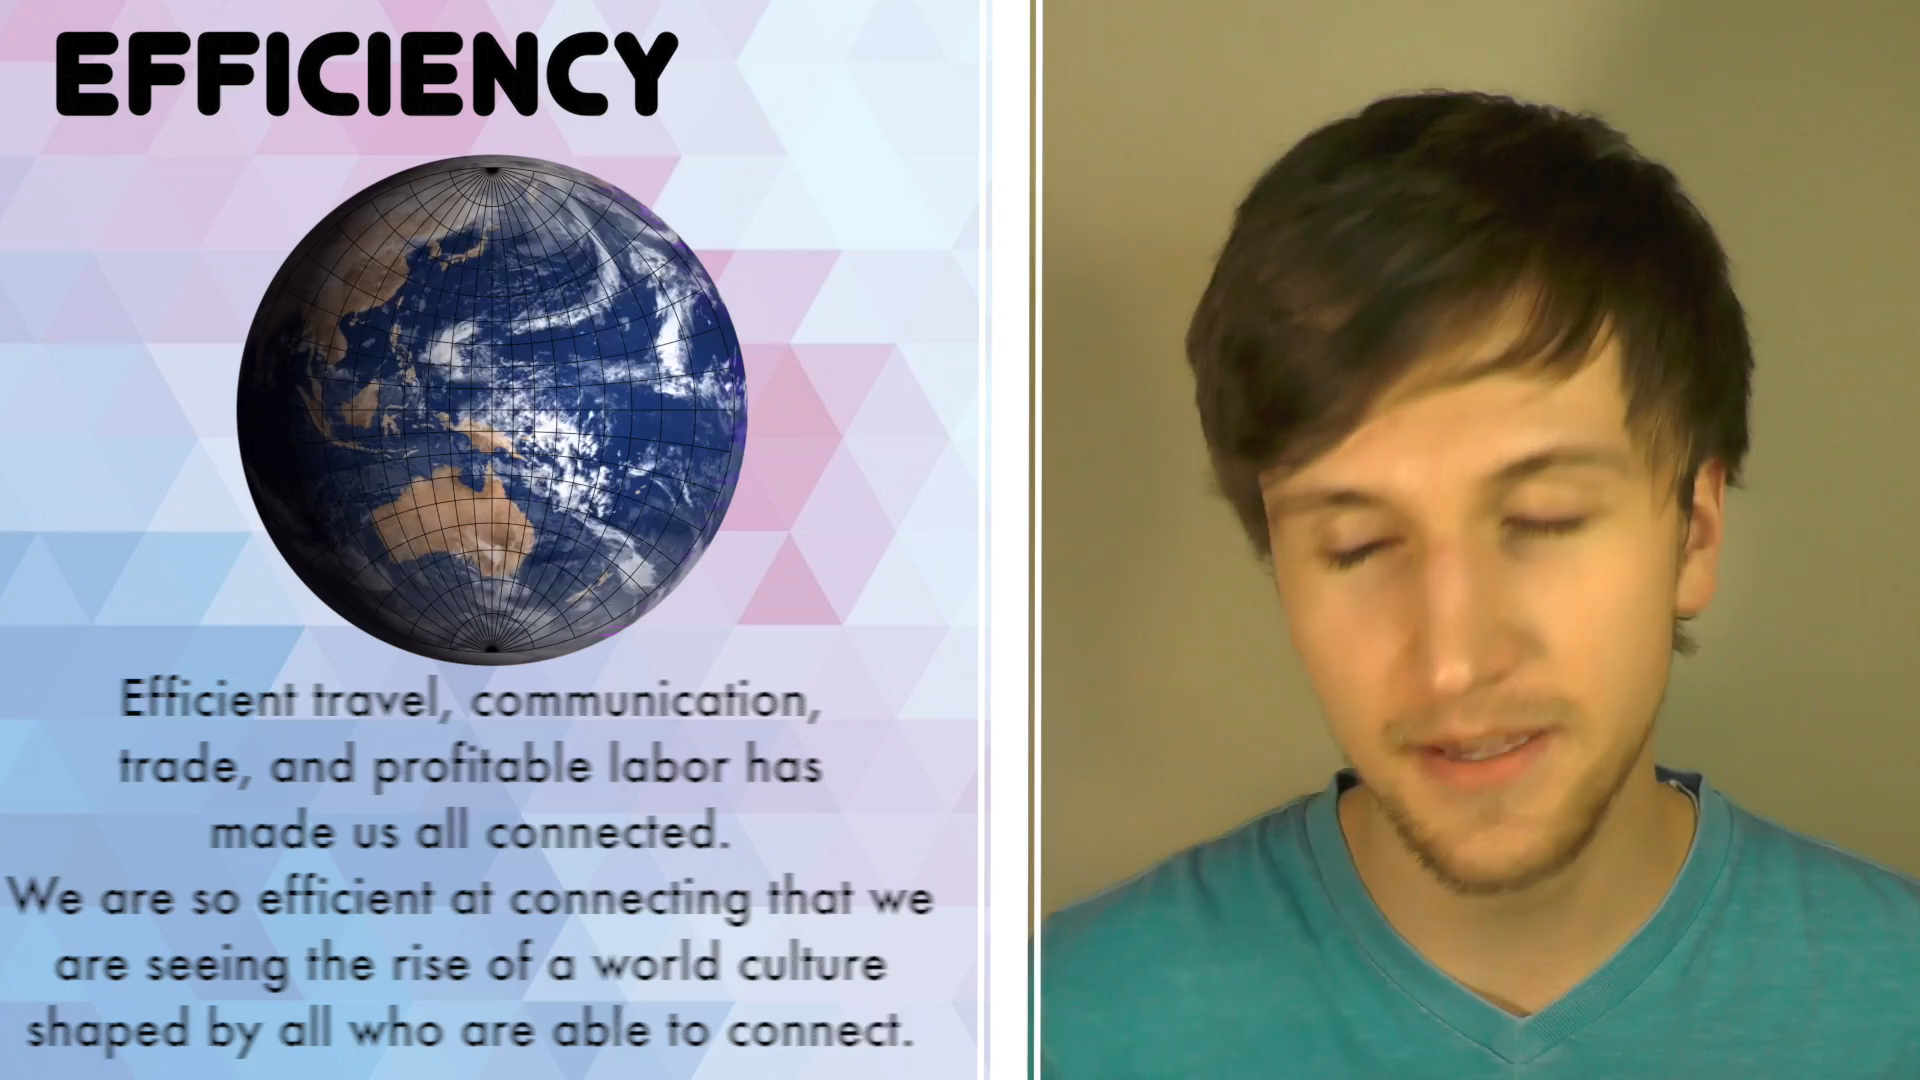 EFFICIENCY
Efficient travel, communication,
trade, and profitable labor has
made us all connected.
We are so efficient at connecting that we
are seeing the rise of a world culture
shaped by all who are able to connect.